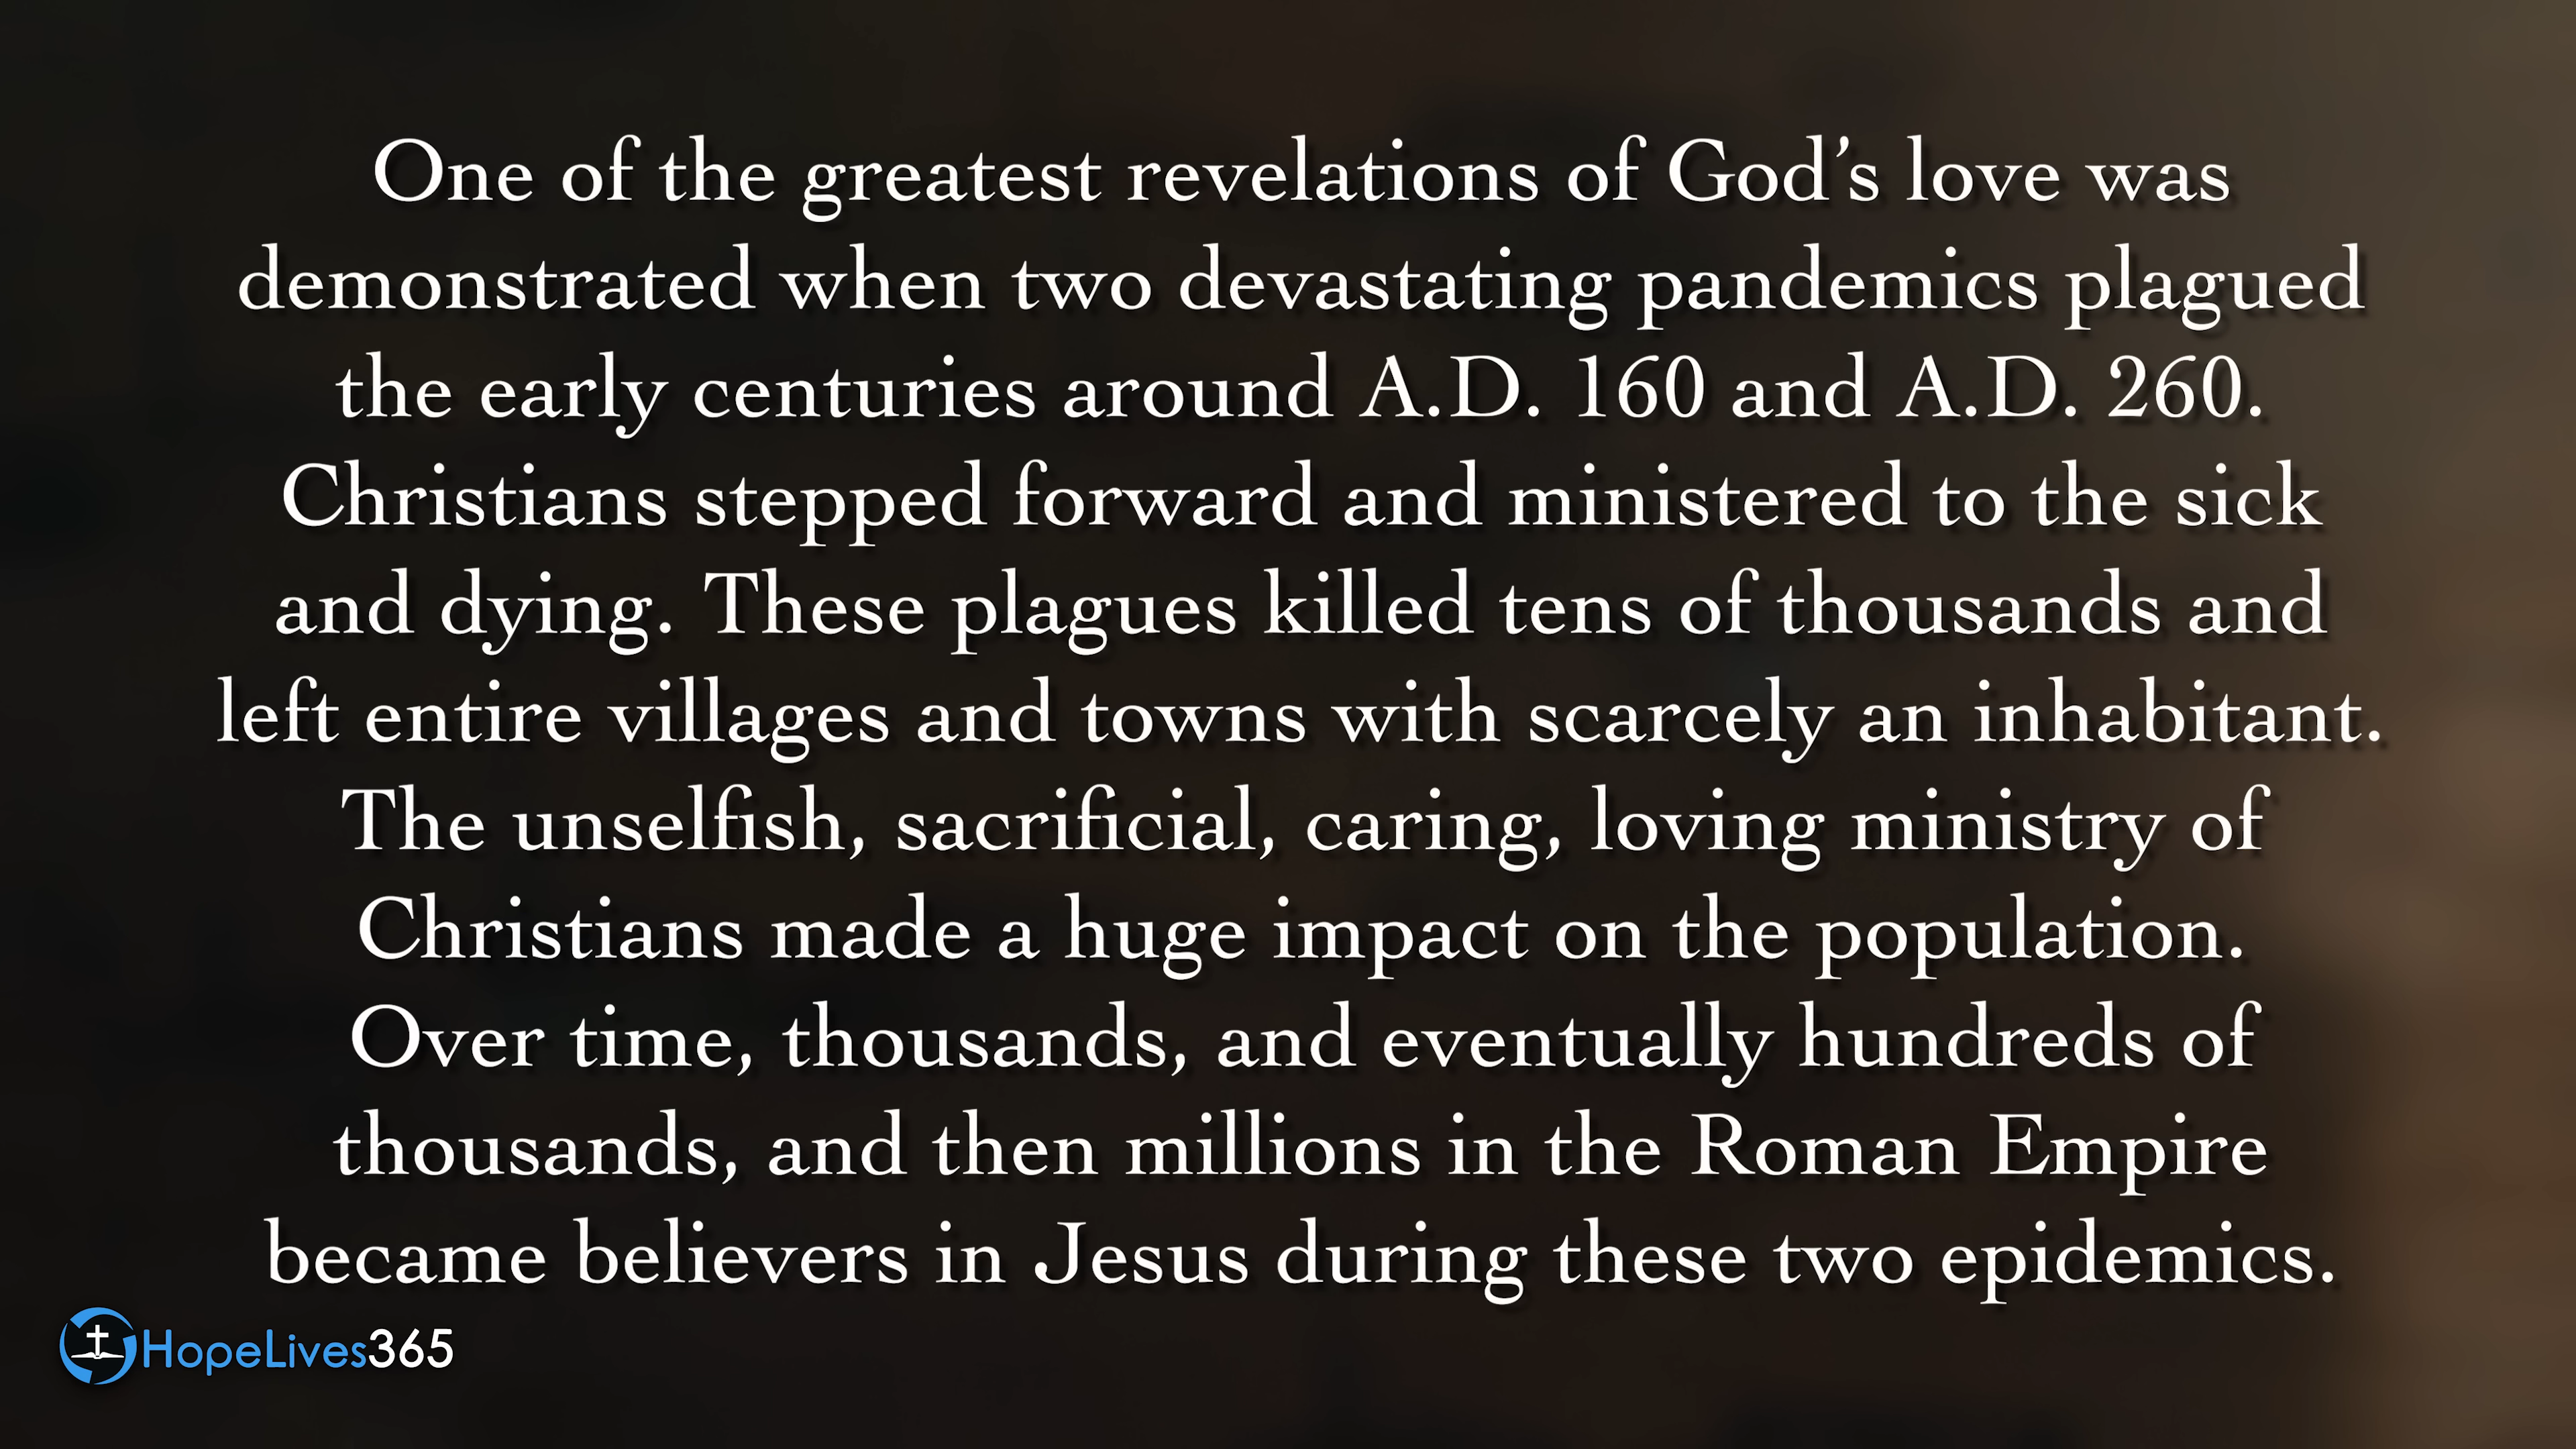 One of the greatest revelations of God’s love was
demonstrated when two devastating pandemics plagued
the early centuries around A.D. 160 and A.D. 260.
Christians stepped forward and ministered to the sick
and dying. These plagues killed tens of thousands and
left entire villages and towns with scarcely an inhabitant.
The unselfish, sacrificial, caring, loving ministry of
Christians made a huge impact on the population.
Over time, thousands, and eventually hundreds of
thousands, and then millions in the Roman Empire
became believers in Jesus during these two epidemics.
HopeLives365